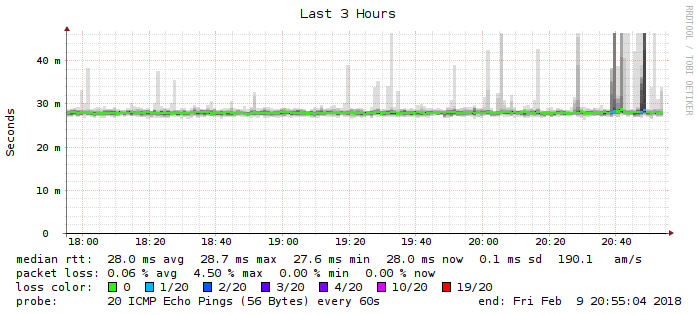 Last 3 Hours
RRDTOOL / TOBI OETIKER
Seconds
40 m
30 m
20 m
10 m
0
18:00 18:20 18:40 19:00 19:20 19:40 20:00 20:20 20:40
median rtt: 28.0 ms avg 28.7 ms max 27.6 ms min 28.0 ms now 0.1 ms sd 190.1 am/s
packet loss: 0.06 % avg 4.50 % max 0.00 % min 0.00 % now
loss color: 0 1/20 2/20 3/20 4/20 10/20 19/20
probe: 20 ICMP Echo Pings (56 Bytes) every 60s end: Fri Feb 9 20:55:04 2018